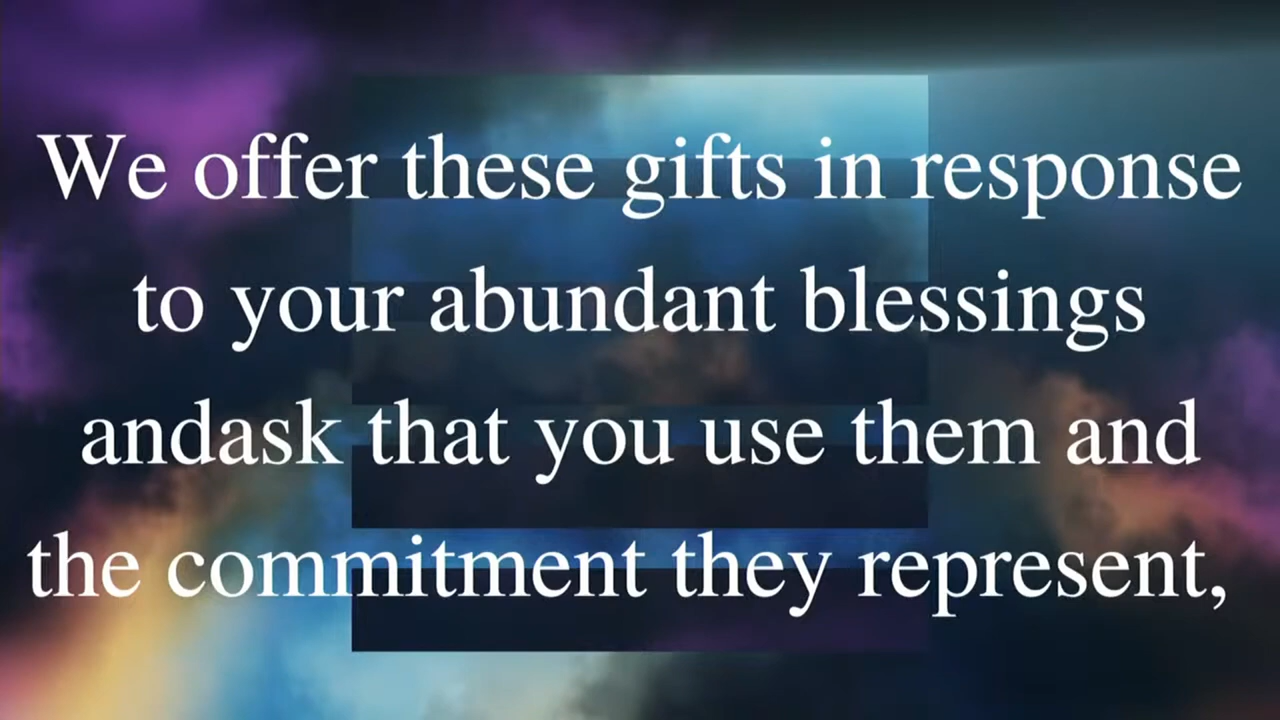 We offer these gifts in response
to your abundant blessings
andask that you use them and
the commitment they represent,